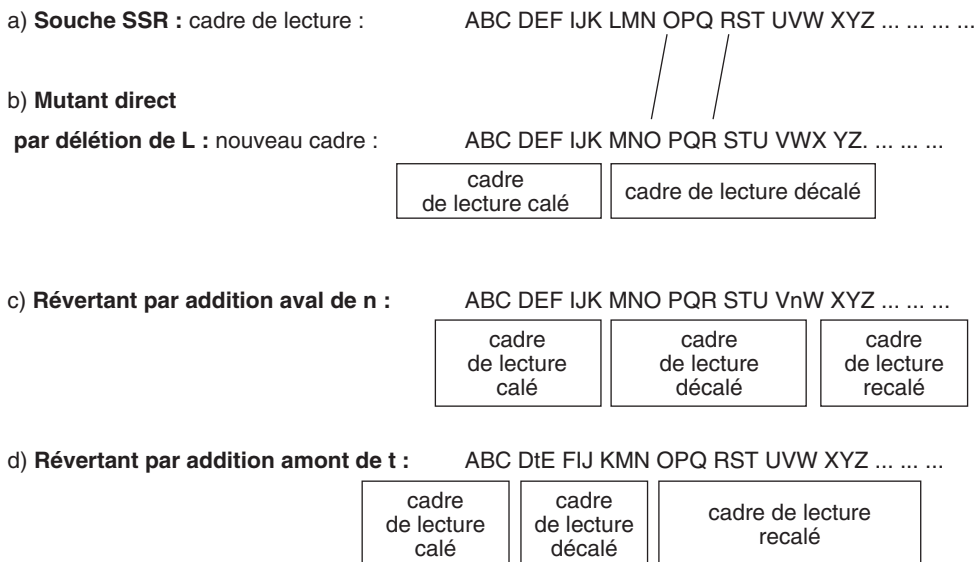 a) Souche SSR : cadre de lecture : ABC DEF IJK LMN OPQ RST UVW XYZ ... ... ... ...
b) Mutant direct
par délétion de L : nouveau cadre : ABC DEF IJK MNO PQR STU VWX YZ. ... ... ...
cadre
de lecture calé
cadre de lecture décalé
c) Révertant par addition aval de n : ABC DEF IJK MNO PQR STU VnW XYZ ... ... ...
cadre
de lecture
calé
cadre
de lecture
décalé
cadre
de lecture
recalé
d) Révertant par addition amont de t : ABC DtE FIJ KMN OPQ RST UVW XYZ ... ... ...
cadre
de lecture
calé
cadre
de lecture
décalé
cadre de lecture
recalé